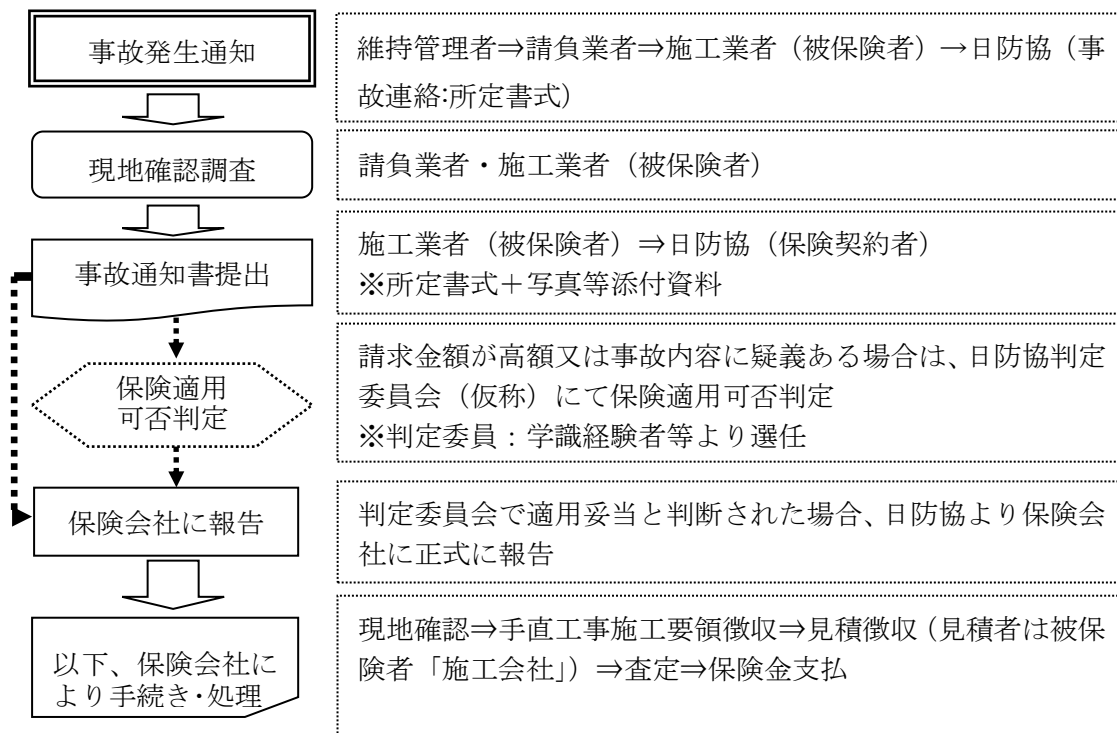 事故発生通知
維持管理者⇒請負業者⇒施工業者（被保険者）→日防協（事
故連絡:所定書式）
現地確認調査
請負業者・施工業者（被保険者）
事故通知書提出
施工業者（被保険者）⇒日防協（保険契約者）
※所定書式＋写真等添付資料
保険適用
可否判定
請求金額が高額又は事故内容に疑義ある場合は、日防協判定
委員会（仮称）にて保険適用可否判定
※判定委員：学識経験者等より選任
保険会社に報告
判定委員会で適用妥当と判断された場合、日防協より保険会
社に正式に報告
以下、保険会社に
より手続き・処理
現地確認⇒手直工事施工要領徴収⇒見積徴収（見積者は被保
険者「施工会社」）⇒査定⇒保険金支払